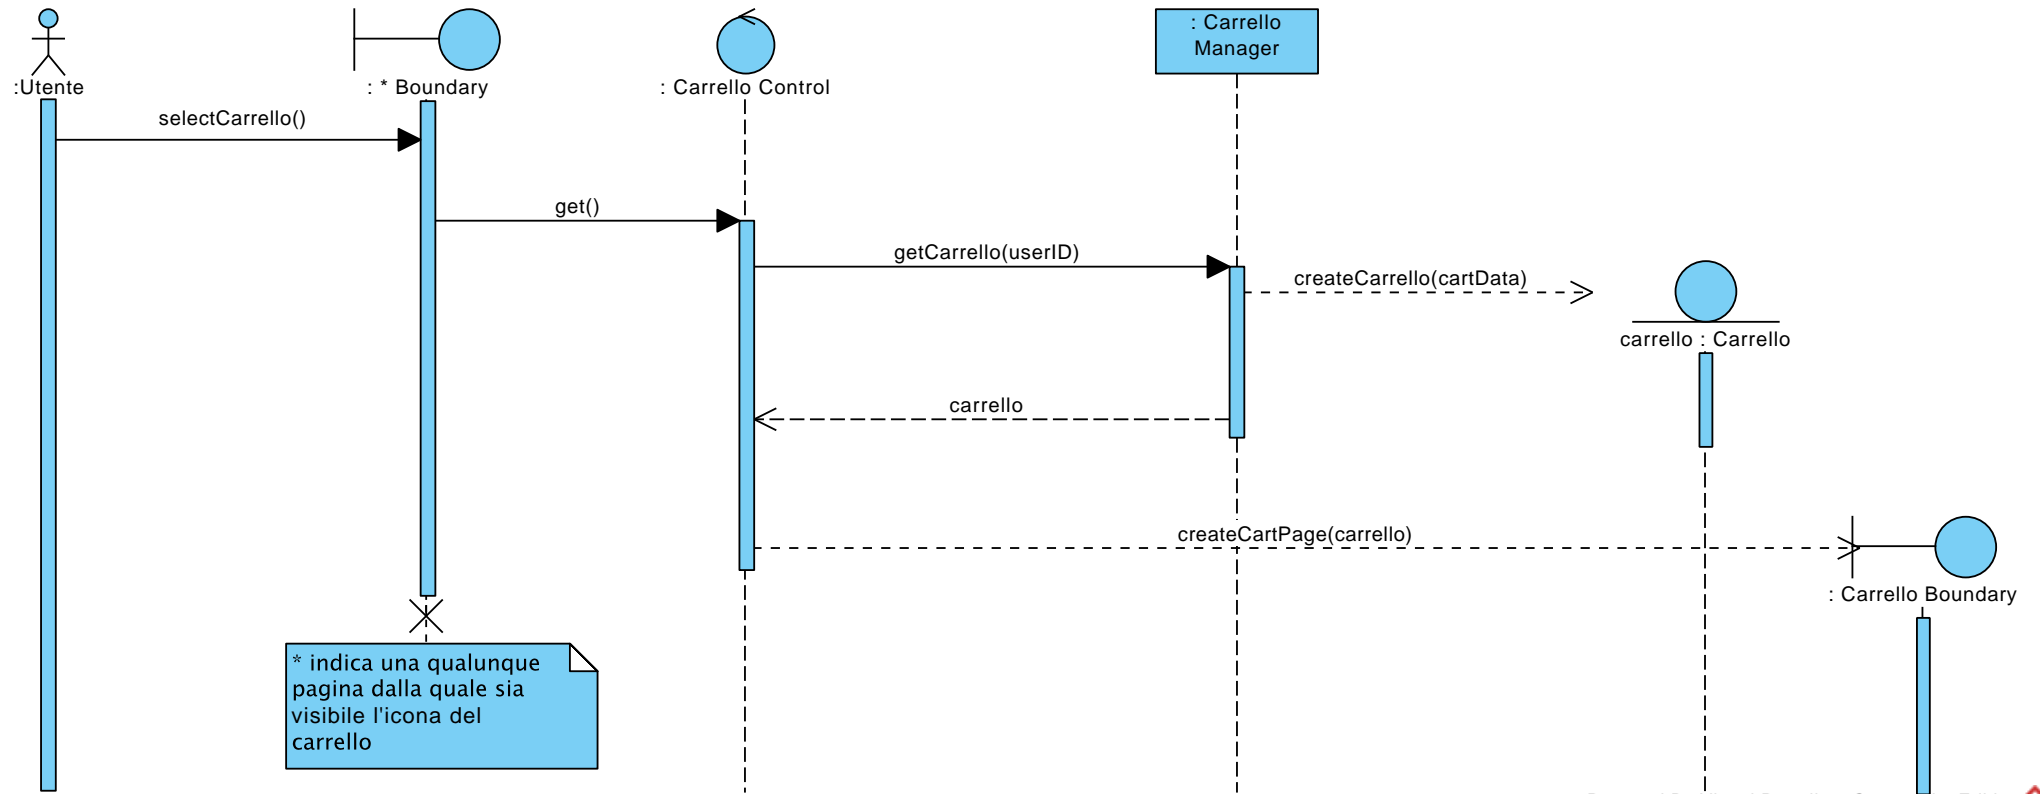 :Utente
: * Boundary
: Carrello Control
: Carrello
Manager
selectCarrello()
get()
getCarrello(userID)
createCarrello(cartData)
carrello : Carrello
carrello
createCartPage(carrello)
: Carrello Boundary
* indica una qualunque
pagina dalla quale sia
visibile l'icona del
carrello